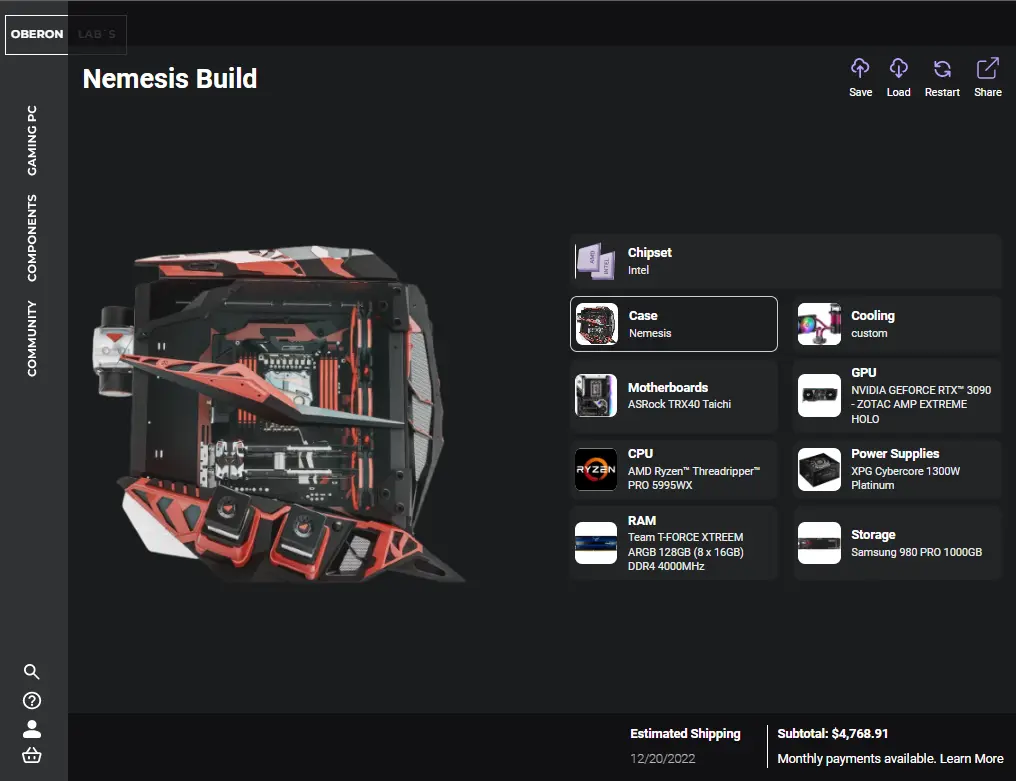 OBERON LAB´S
Nemesis Build
Save Load Restart Share
GAMING PC
COMPONENTS
COMMUNITY
Chipset
Intel
AMD
INTEL
Case
Nemesis
Cooling
custom
Motherboards
ASRock TRX40 Taichi
GPU
NVIDIA GEFORCE RTX™ 3090
- ZOTAC AMP EXTREME
HOLO
CPU
AMD Ryzen™ Threadripper™
PRO 5995WX
RYZEN
Power Supplies
XPG Cybercore 1300W
Platinum
RAM
Team T-FORCE XTREEM
ARGB 128GB (8 x 16GB)
DDR4 4000MHz
Storage
Samsung 980 PRO 1000GB
Estimated Shipping
12/20/2022
Subtotal: $4,768.91
Monthly payments available. Learn More